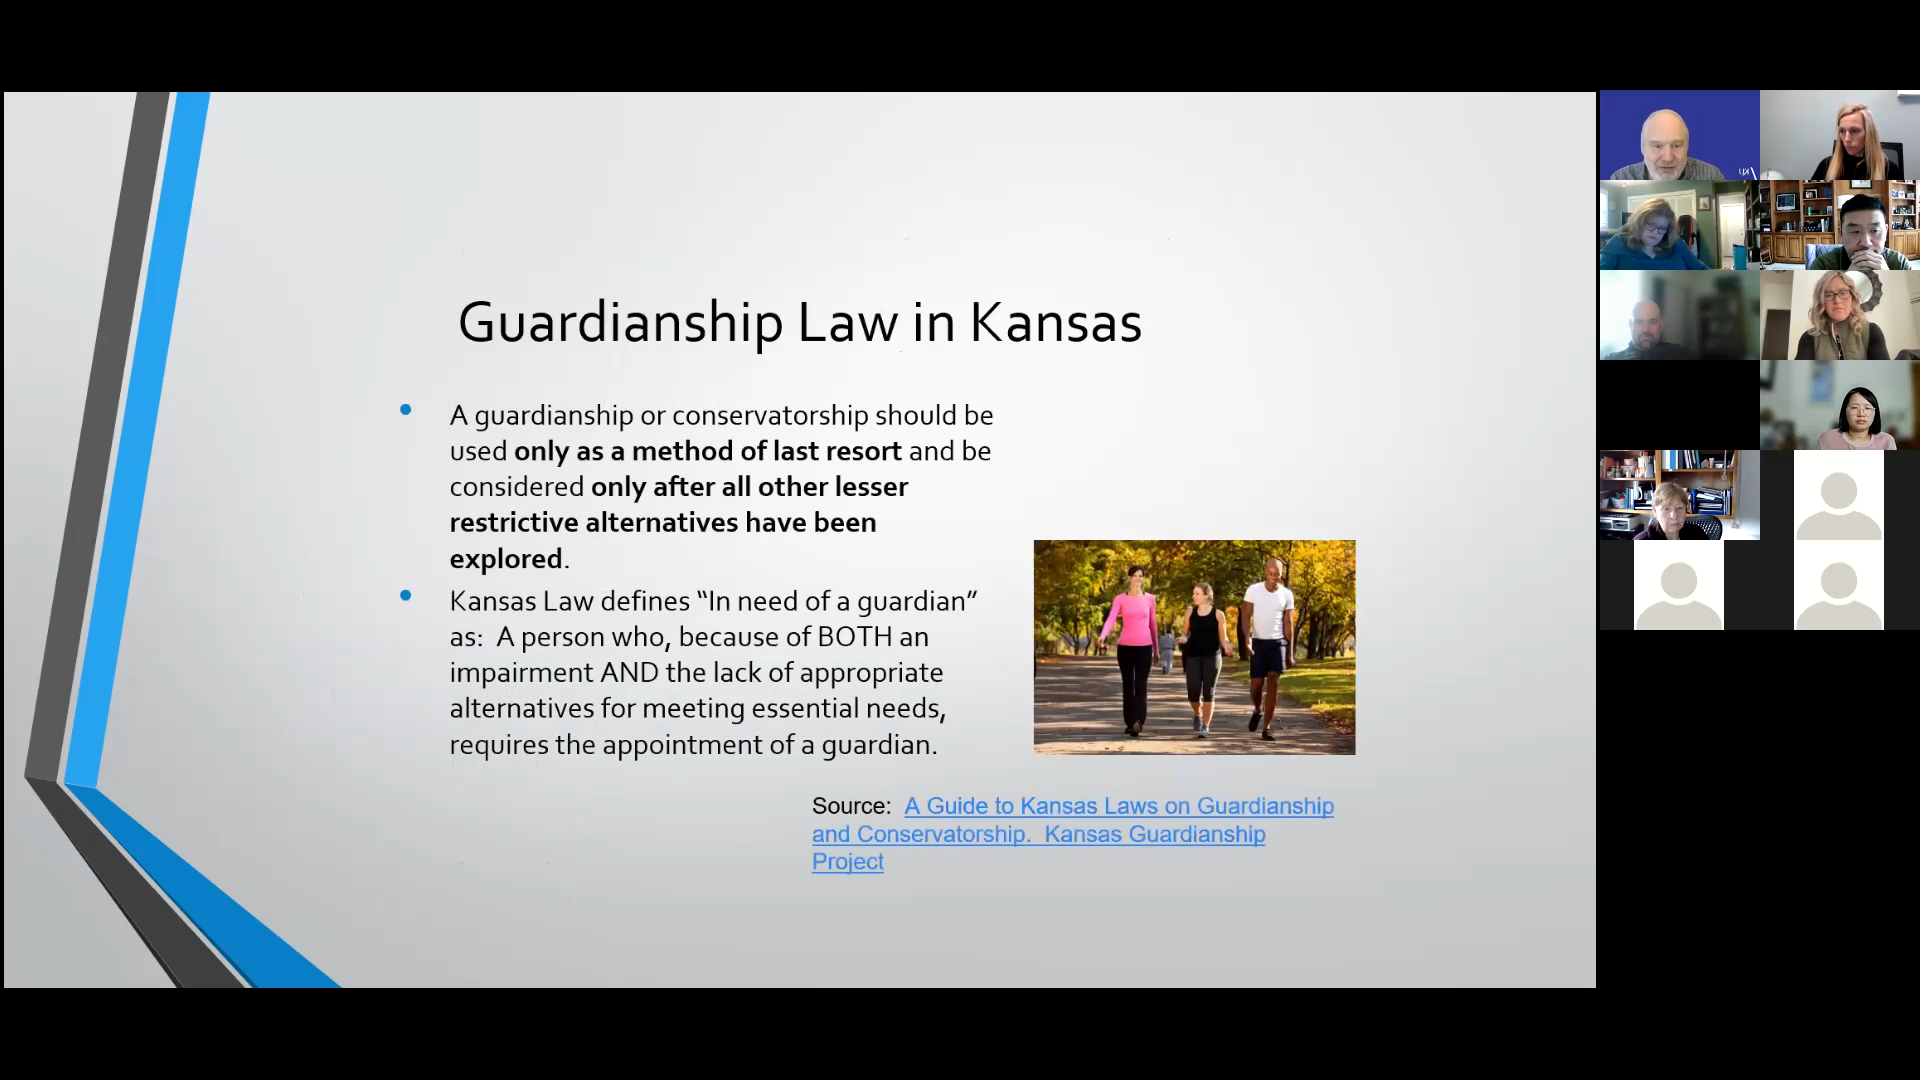 Guardianship Law in Kansas
• A guardianship or conservatorship should be
used only as a method of last resort and be
considered only after all other lesser
restrictive alternatives have been
explored.
• Kansas Law defines “In need of a guardian”
as:  A person who, because of BOTH an
impairment AND the lack of appropriate
alternatives for meeting essential needs,
requires the appointment of a guardian.
Source:  A Guide to Kansas Laws on Guardianship
and Conservatorship.  Kansas Guardianship
Project